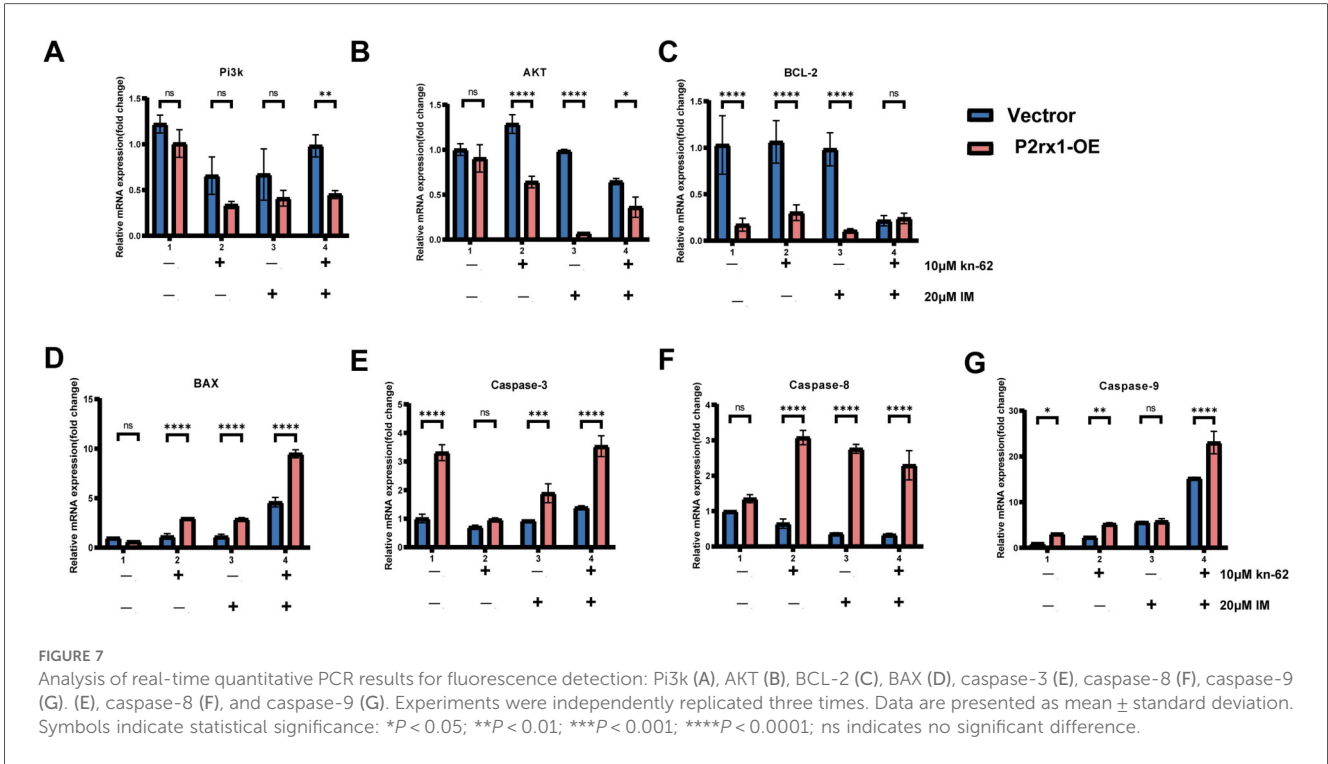 A
Pi3k
Relative mRNA expression(fold change)
1.5
1.0
0.5
0.0
ns
ns
ns
**
1
2
3
4
— + — +
— — + +
B
AKT
Relative mRNA expression(fold change)
1.5
1.0
0.5
0.0
ns
****
****
*
1
2
3
4
— + — +
— — + +
C
BCL-2
Relative mRNA expression(fold change)
1.5
1.0
0.5
0.0
****
****
****
ns
1
2
3
4
— + — + 10μM kn-62
— — + + 20μM IM
Vectror
P2rx1-OE
D
BAX
Relative mRNA expression(fold change)
15
10
5
0
ns
****
****
****
1
2
3
4
— + — +
— — + +
E
Caspase-3
Relative mRNA expression(fold change)
5
4
3
2
1
0
****
ns
***
****
1
2
3
4
— + — +
— — + +
F
Caspase-8
Relative mRNA expression(fold change)
4
3
2
1
0
ns
****
****
****
1
2
3
4
— + — +
— — + +
G
Caspase-9
Relative mRNA expression(fold change)
30
20
10
0
*
**
ns
****
1
2
3
4
— + — + 10μM kn-62
— — + + 20μM IM
FIGURE 7
Analysis of real-time quantitative PCR results for fluorescence detection: Pi3k (A), AKT (B), BCL-2 (C), BAX (D), caspase-3 (E), caspase-8 (F), caspase-9
(G). (E), caspase-8 (F), and caspase-9 (G). Experiments were independently replicated three times. Data are presented as mean ± standard deviation.
Symbols indicate statistical significance: *P < 0.05; **P < 0.01; ***P < 0.001; ****P < 0.0001; ns indicates no significant difference.